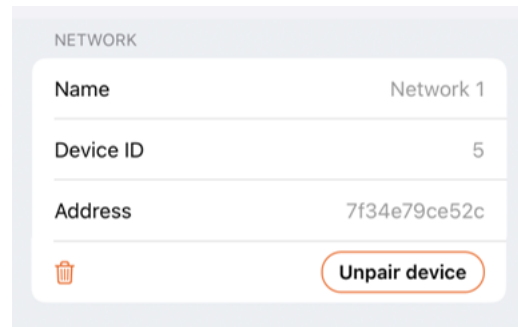 NETWORK
Name Network 1
Device ID 5
Address 7f34e79ce52c
Unpair device